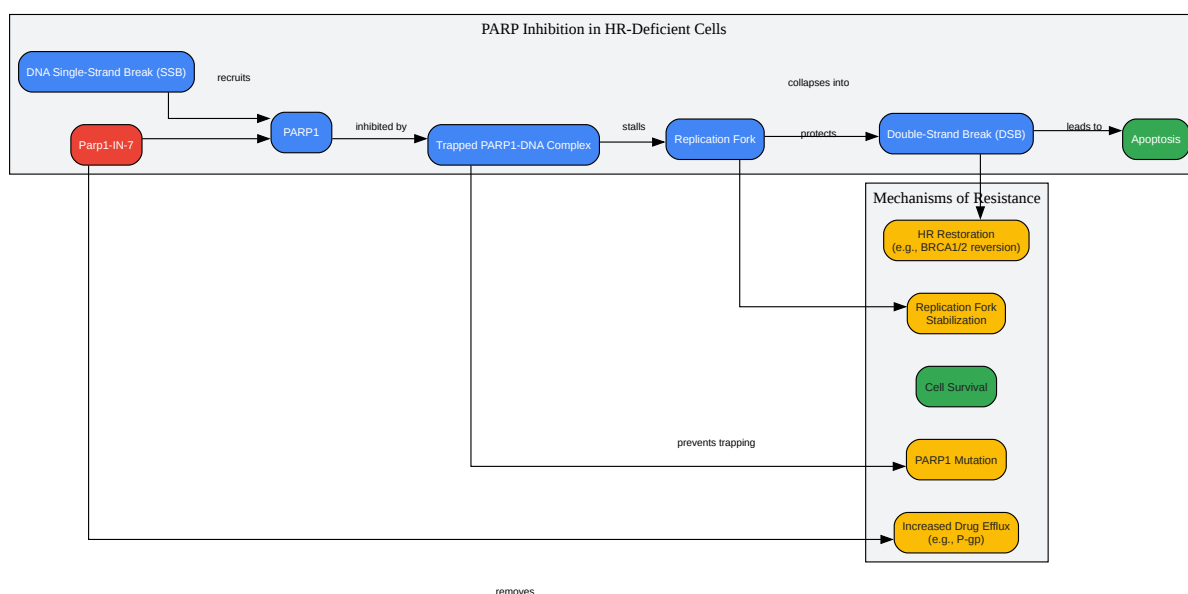 PARP Inhibition in HR-Deficient Cells
DNA Single-Strand Break (SSB)
recruits
collapses into
Parp1-IN-7
PARP1
inhibited by
Trapped PARP1-DNA Complex
stalls
Replication Fork
protects
Double-Strand Break (DSB)
leads to
Apoptosis
Mechanisms of Resistance
HR Restoration
(e.g., BRCA1/2 reversion)
Replication Fork
Stabilization
Cell Survival
prevents trapping
PARP1 Mutation
Increased Drug Efflux
(e.g., P-gp)
removes